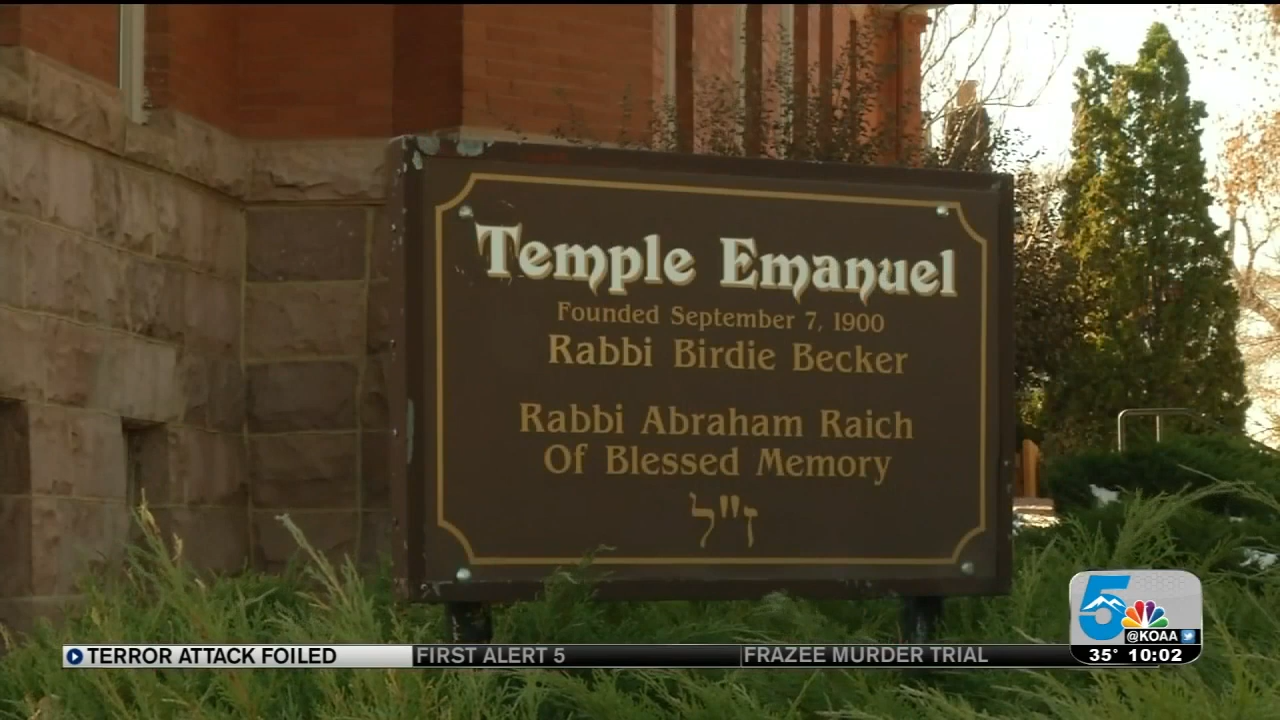 Temple Emanuel
Founded September 7, 1900
Rabbi Birdie Becker
Rabbi Abraham Raich
Of Blessed Memory
ז"ל
5
@KOAA
35° 10:02
TERROR ATTACK FOILED
FIRST ALERT 5
FRAZEE MURDER TRIAL